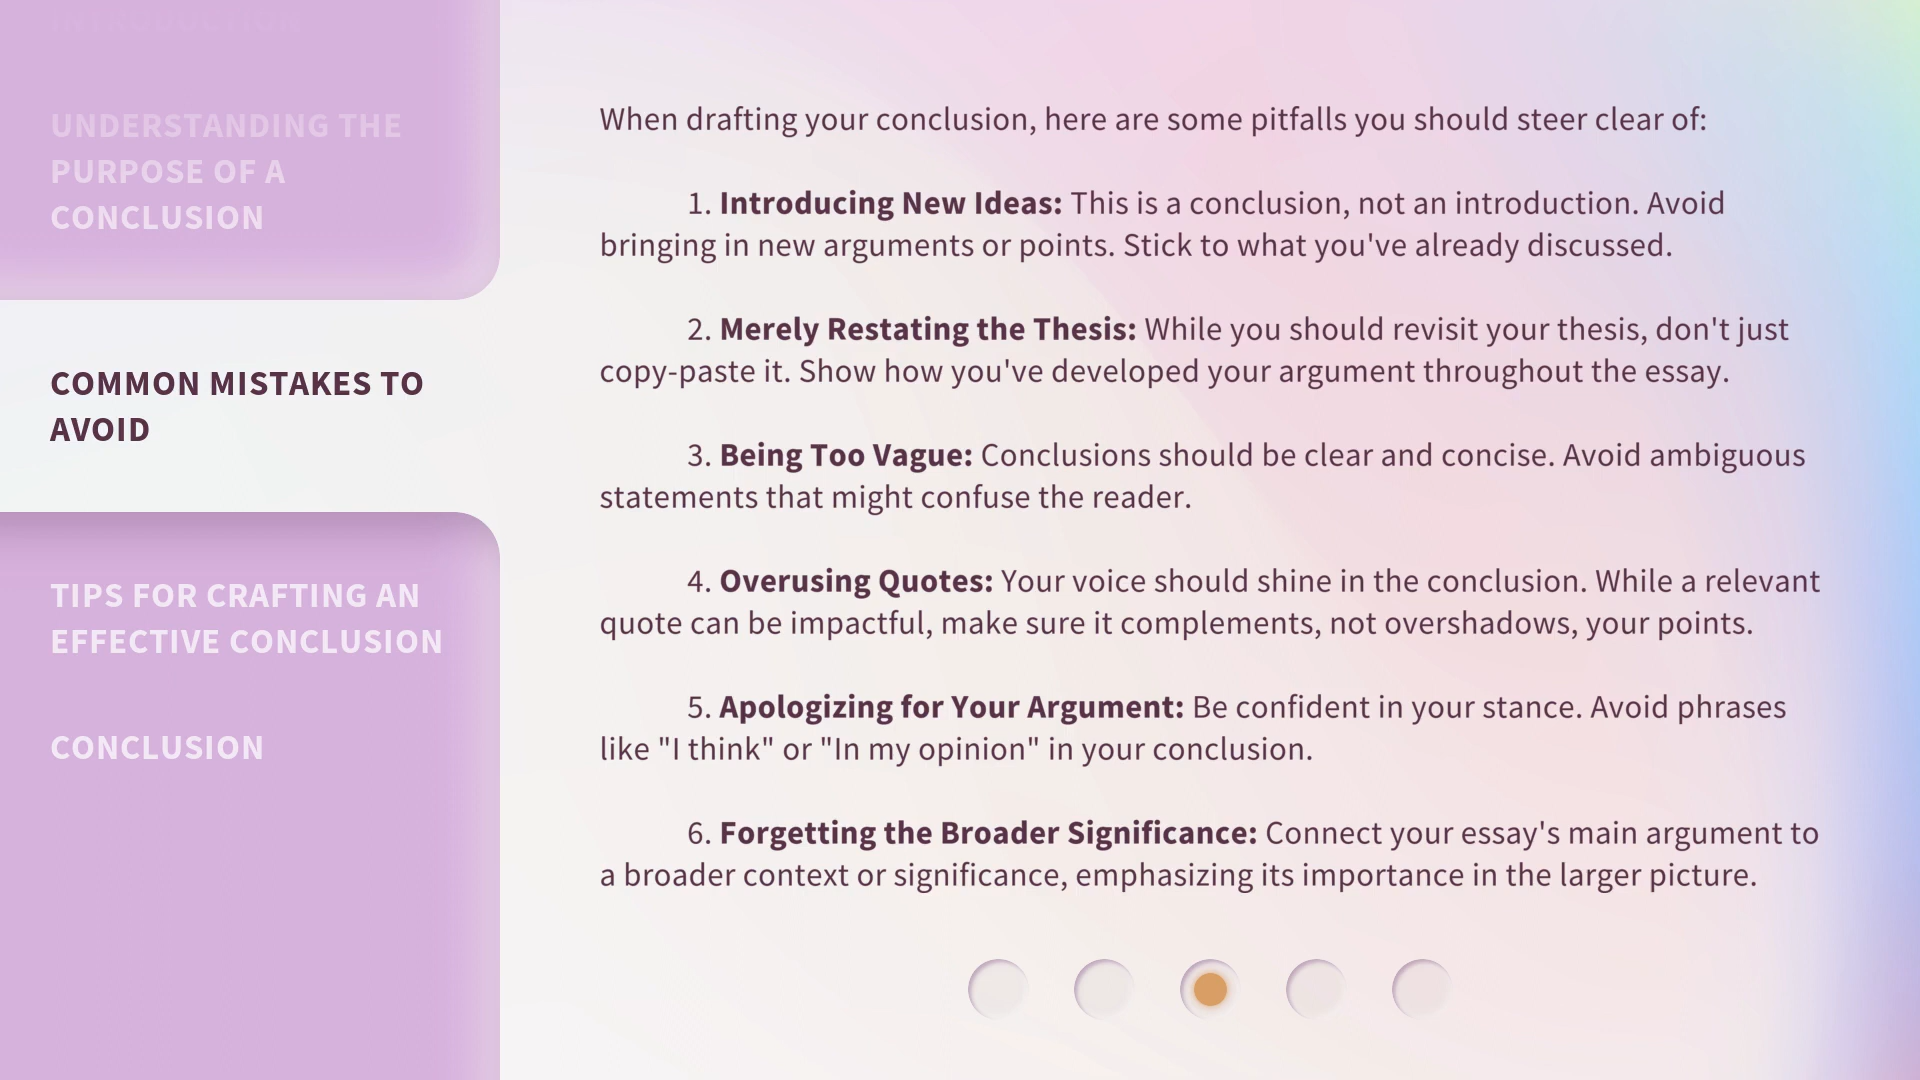 INTRODUCTION
UNDERSTANDING THE
PURPOSE OF A
CONCLUSION
COMMON MISTAKES TO
AVOID
TIPS FOR CRAFTING AN
EFFECTIVE CONCLUSION
CONCLUSION
When drafting your conclusion, here are some pitfalls you should steer clear of:
1. Introducing New Ideas: This is a conclusion, not an introduction. Avoid
bringing in new arguments or points. Stick to what you've already discussed.
2. Merely Restating the Thesis: While you should revisit your thesis, don't just
copy-paste it. Show how you've developed your argument throughout the essay.
3. Being Too Vague: Conclusions should be clear and concise. Avoid ambiguous
statements that might confuse the reader.
4. Overusing Quotes: Your voice should shine in the conclusion. While a relevant
quote can be impactful, make sure it complements, not overshadows, your points.
5. Apologizing for Your Argument: Be confident in your stance. Avoid phrases
like "I think" or "In my opinion" in your conclusion.
6. Forgetting the Broader Significance: Connect your essay's main argument to
a broader context or significance, emphasizing its importance in the larger picture.